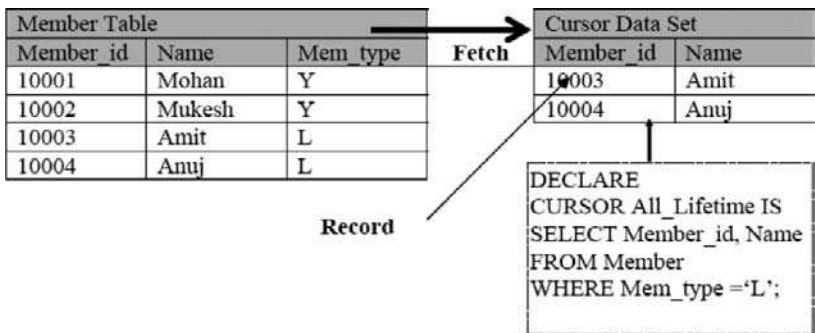 Member Table
Member_id Name Mem_type
10001 Mohan Y
10002 Mukesh Y
10003 Amit L
10004 Anuj L
Fetch
Cursor Data Set
Member_id Name
10003 Amit
10004 Anuj
Record
DECLARE
CURSOR All_Lifetime IS
SELECT Member_id, Name
FROM Member
WHERE Mem_type =‘L’;